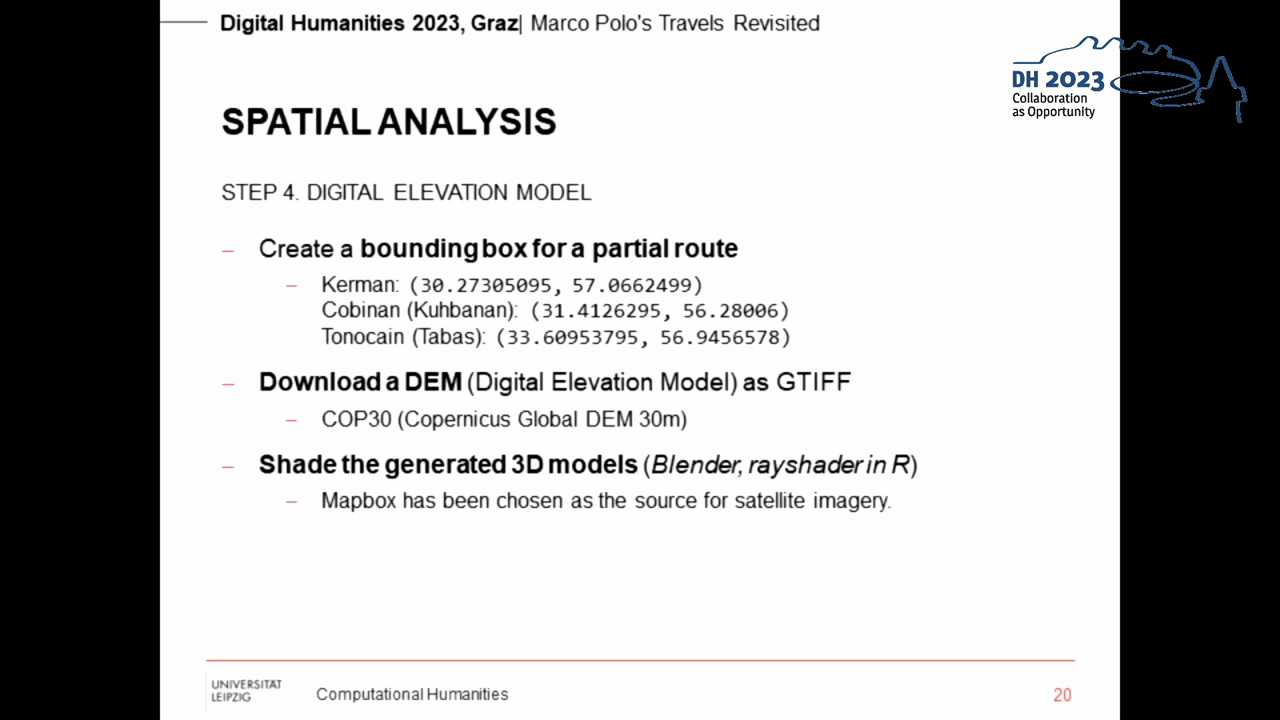 Digital Humanities 2023, Graz| Marco Polo's Travels Revisited
DH 2023
Collaboration
as Opportunity
SPATIAL ANALYSIS
STEP 4. DIGITAL ELEVATION MODEL
– Create a bounding box for a partial route
– Kerman: (30.27305095, 57.0662499)
Cobinan (Kuhbanan): (31.4126295, 56.28006)
Tonocain (Tabas): (33.60953795, 56.9456578)
– Download a DEM (Digital Elevation Model) as GTIFF
– COP30 (Copernicus Global DEM 30m)
– Shade the generated 3D models (Blender, rayshader in R)
– Mapbox has been chosen as the source for satellite imagery.
UNIVERSITÄT
LEIPZIG
Computational Humanities
20